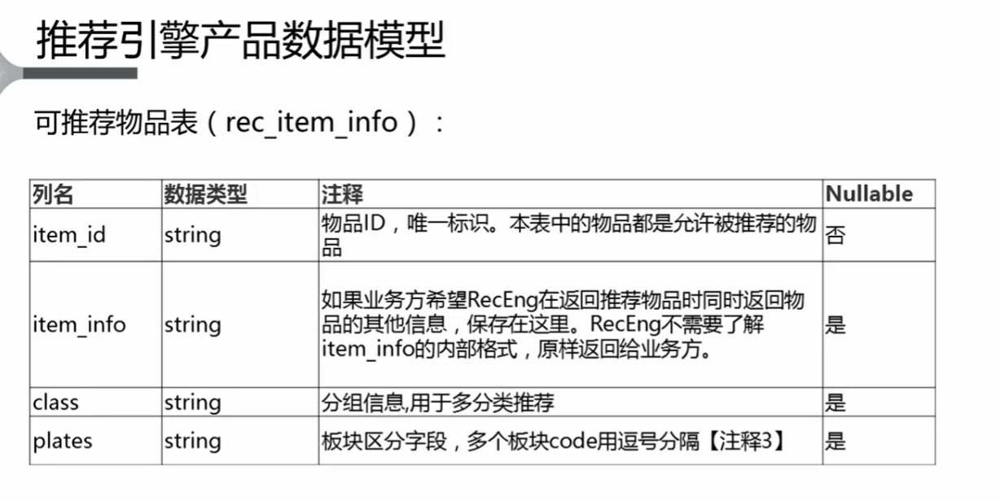 推荐引擎产品数据模型
可推荐物品表（rec_item_info）：
列名 数据类型 注释 Nullable
item_id string 物品ID，唯一标识。本表中的物品都是允许被推荐的物
品 否
item_info string 如果业务方希望RecEng在返回推荐物品时同时返回物
品的其他信息，保存在这里。RecEng不需要了解
item_info的内部格式，原样返回给业务方。 是
class string 分组信息,用于多分类推荐 是
plates string 板块区分字段，多个板块code用逗号分隔【注释3】 是